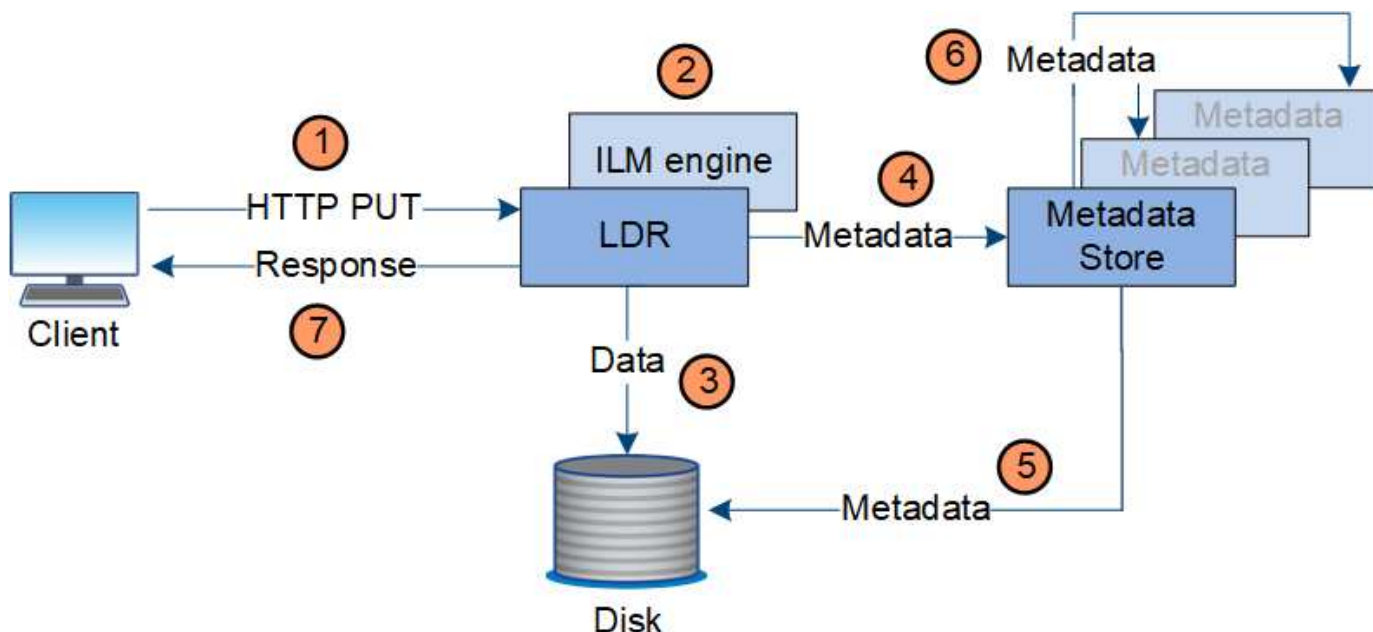 6
Metadata
2
1
Metadata
ILM engine
Metadata
4
HTTP PUT
LDR
Metadata
Metadata
Store
Response
7
Client
Data
3
5
Metadata
Disk